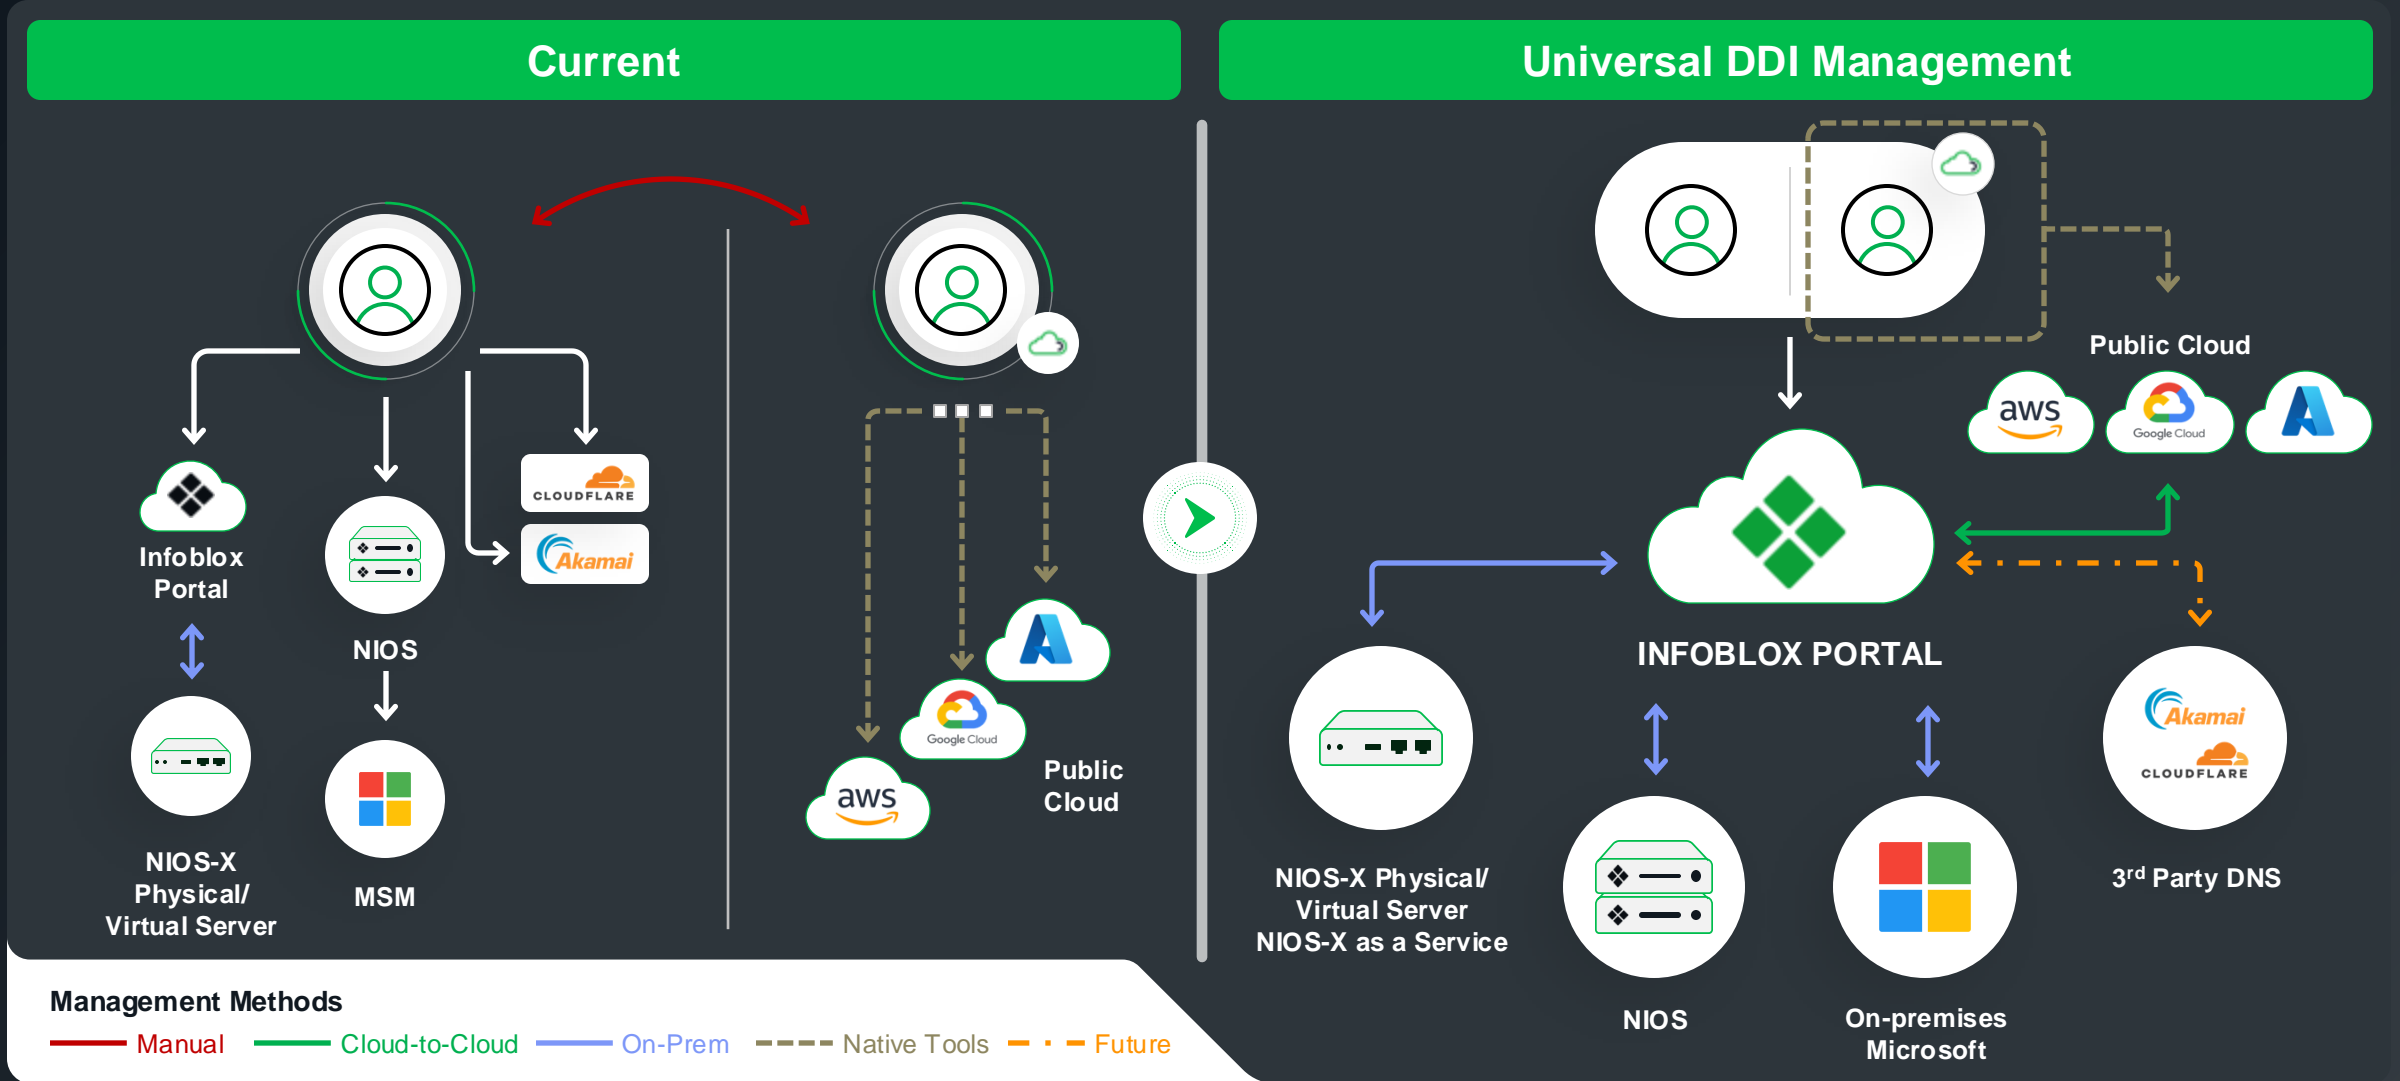 Current
Universal DDI Management
Infoblox
Portal
NIOS
CLOUDFLARE
Akamai
NIOS-X
Physical/
Virtual Server
MSM
Google Cloud
aws
Public
Cloud
Public Cloud
aws
Google Cloud
INFOBLOX PORTAL
Akamai
CLOUDFLARE
NIOS-X Physical/
Virtual Server
NIOS-X as a Service
NIOS
On-premises
Microsoft
3rd Party DNS
Management Methods
Manual
Cloud-to-Cloud
On-Prem
Native Tools
Future